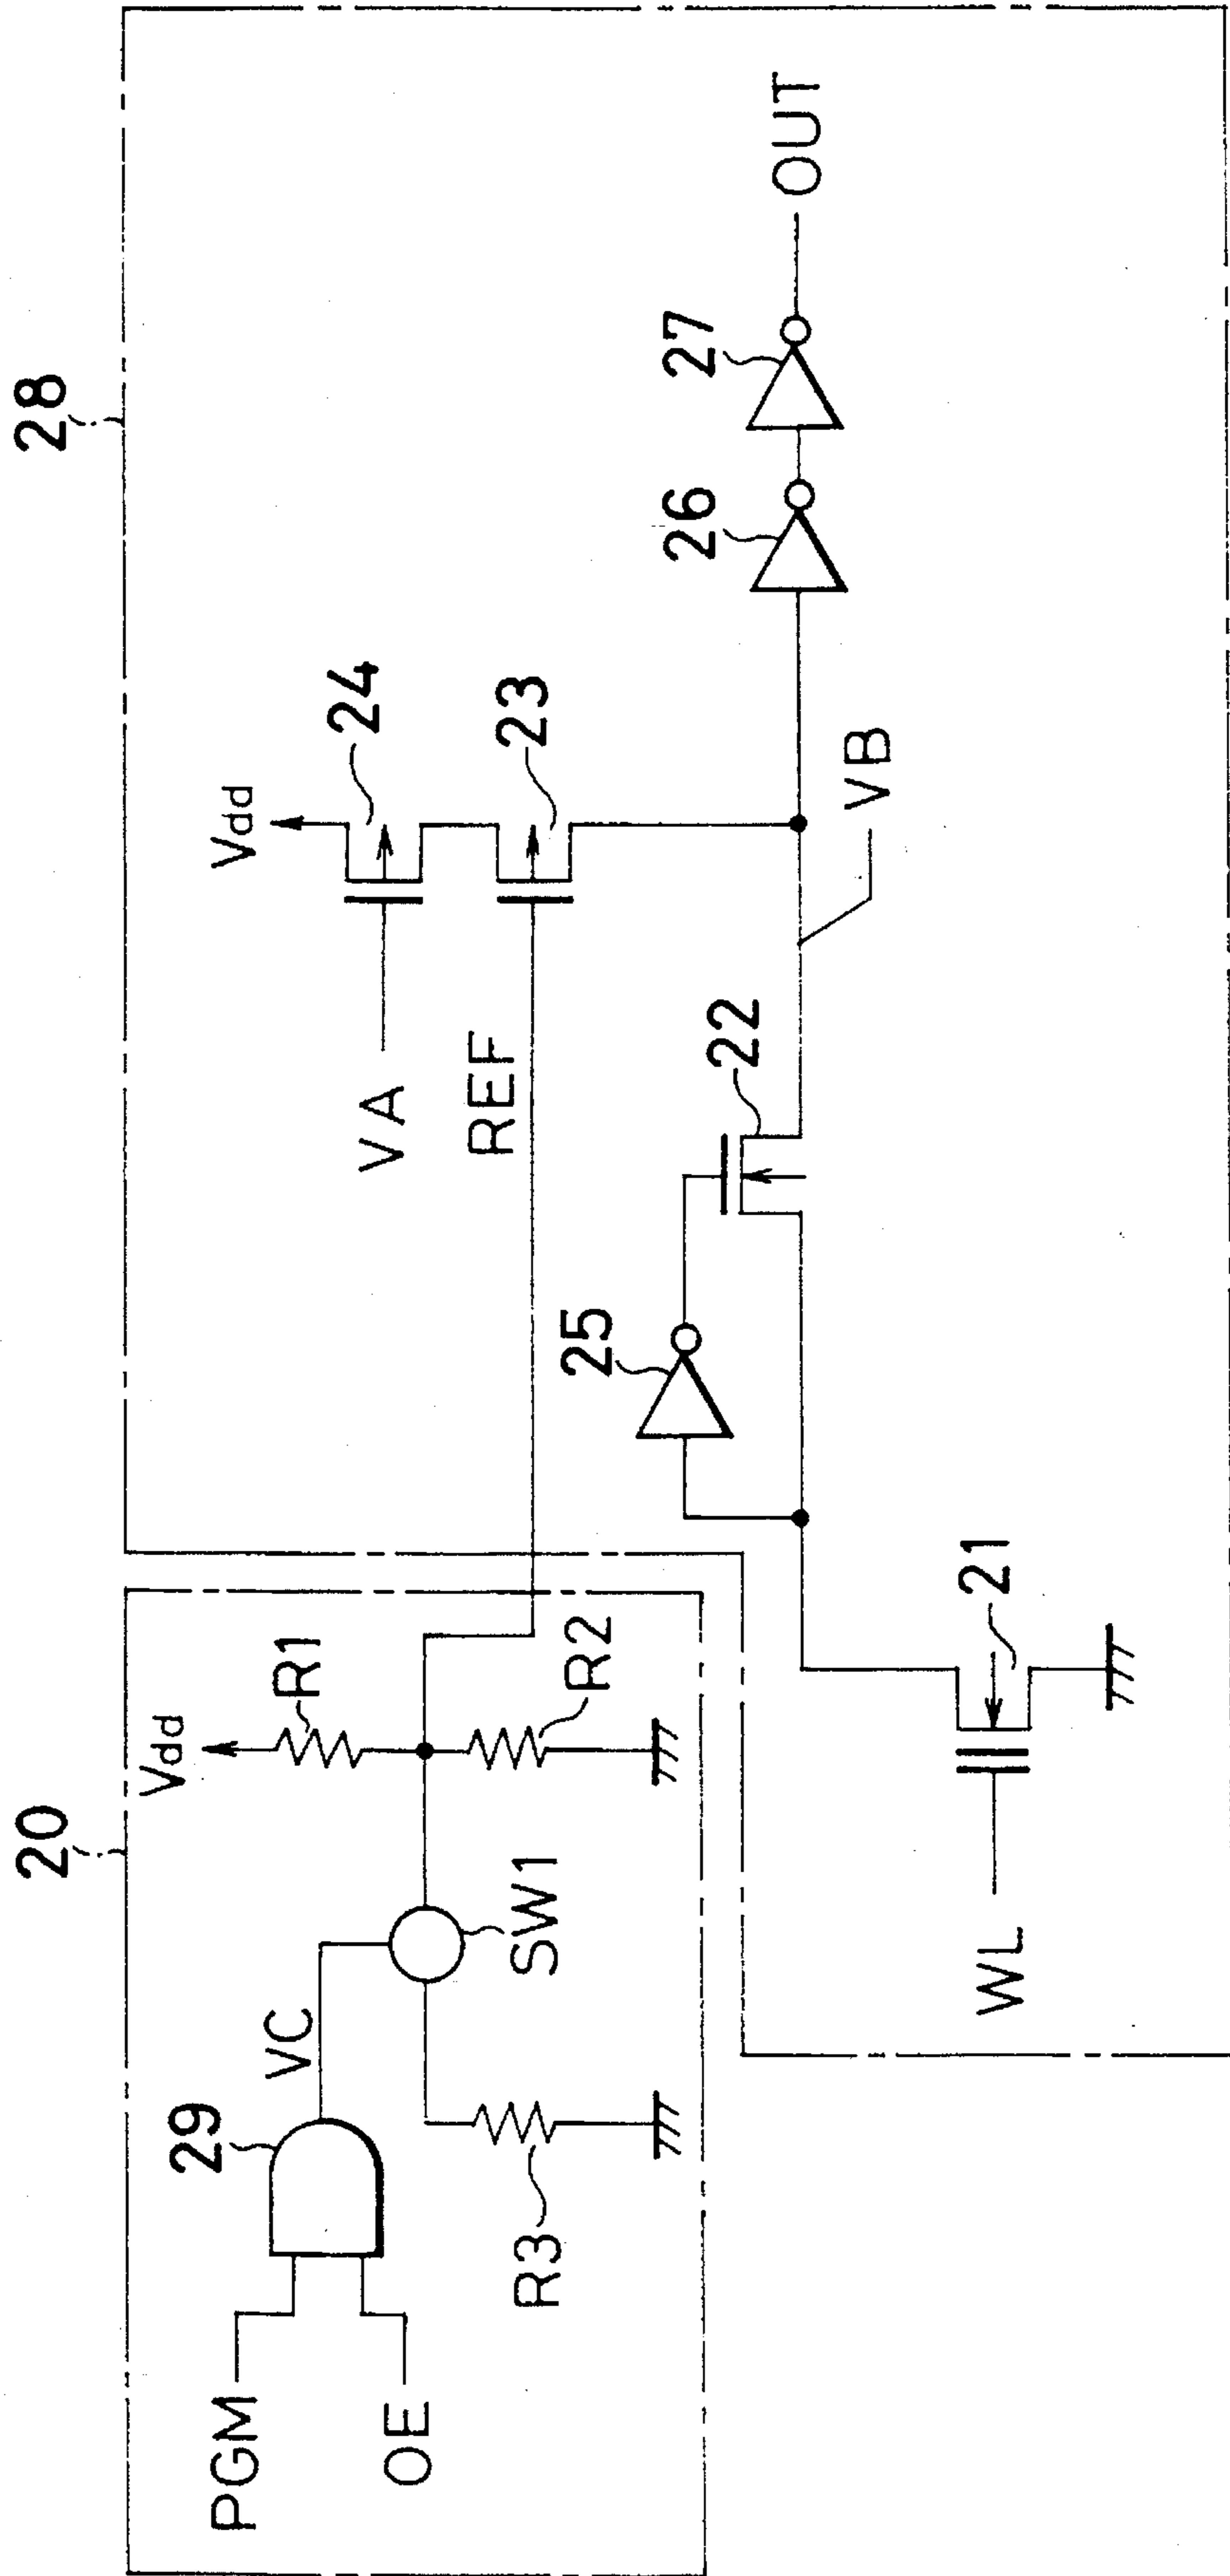 20
28
Vdd
R1
PGM
29
VC
OE
SW1
R2
R3
Vdd
24
VA
REF
23
25
22
26
27
OUT
VB
WL
21